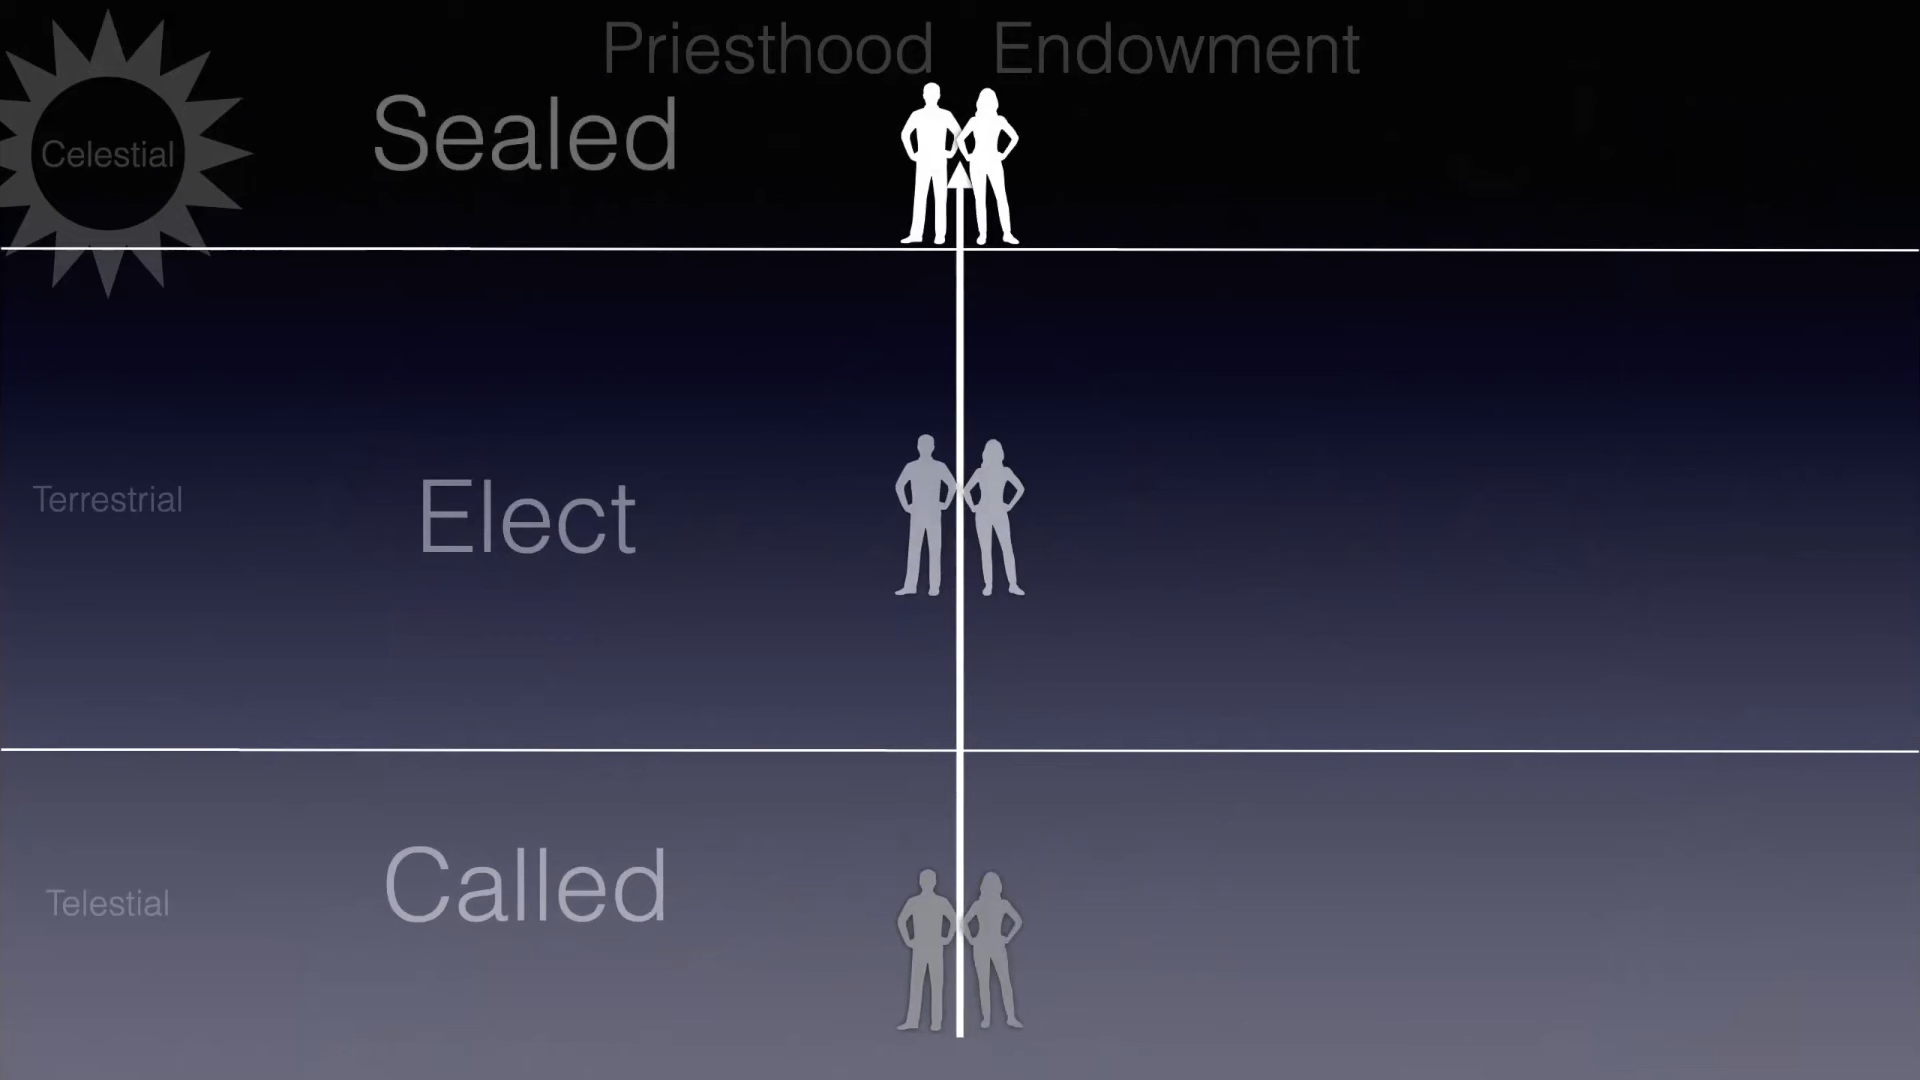 Priesthood Endowment
Sealed
Celestial
Elect
Terrestrial
Called
Telestial